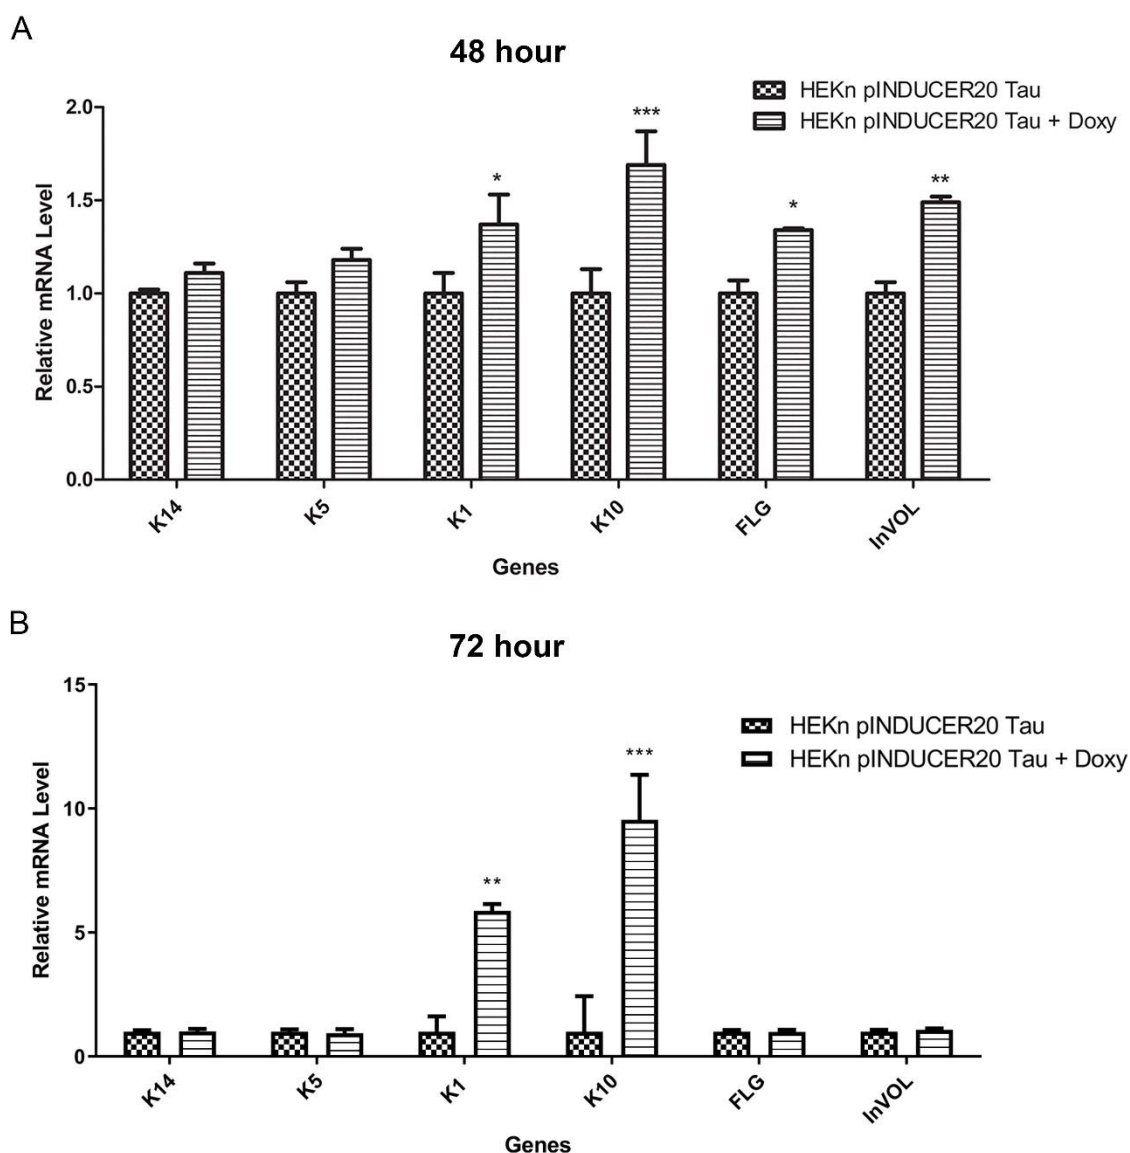 A
48 hour
HEKn pINDUCER20 Tau
HEKn pINDUCER20 Tau + Doxy
Relative mRNA Level
2.0
1.5
1.0
0.5
0.0
*
***
*
**
K14
K5
K1
K10
FLG
InVOL
Genes
B
72 hour
HEKn pINDUCER20 Tau
HEKn pINDUCER20 Tau + Doxy
Relative mRNA Level
15
10
5
0
**
***
K14
K5
K1
K10
FLG
InVOL
Genes